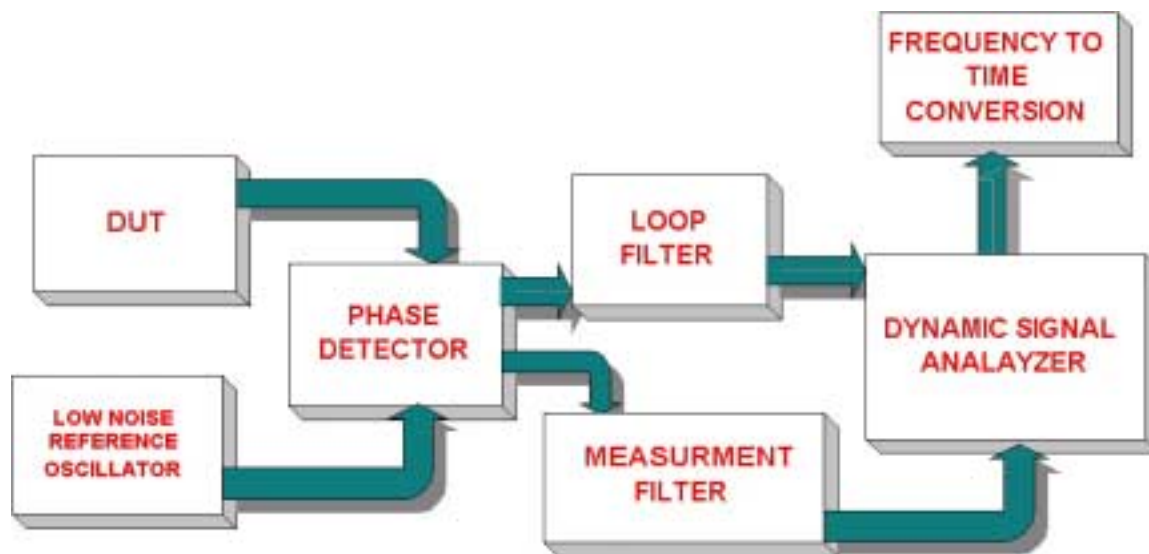 FREQUENCY TO
TIME
CONVERSION
DUT
LOOP
FILTER
PHASE
DETECTOR
DYNAMIC SIGNAL
ANALAYZER
LOW NOISE
REFERENCE
OSCILLATOR
MEASURMENT
FILTER